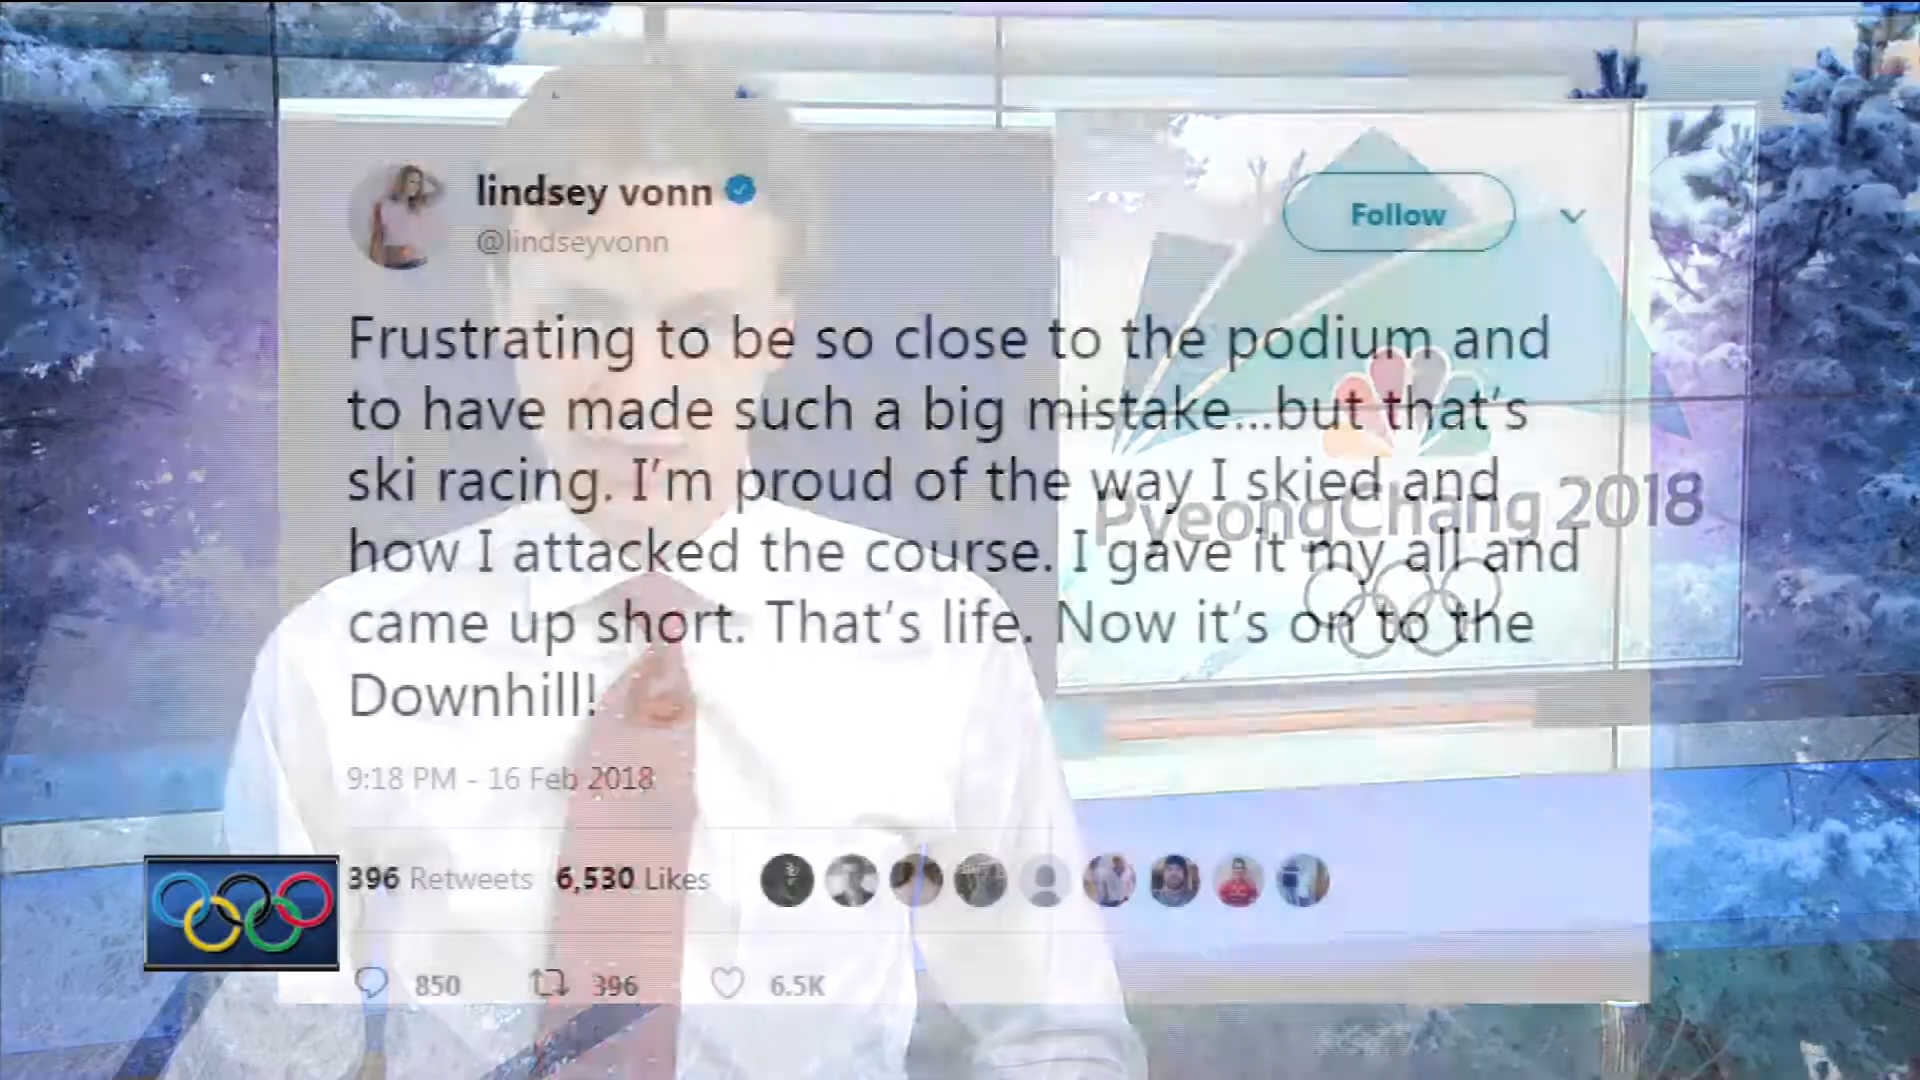 lindsey vonn
@lindseyvonn
Follow
Frustrating to be so close to the podium and
to have made such a big mistake...but that's
ski racing. I'm proud of the way I skied and
how I attacked the course. I gave it my all and
came up short. That's life. Now it's on to the
Downhill!
PyeongChang 2018
9:18 PM - 16 Feb 2018
396 Retweets 6,530 Likes
850 396 6.5K